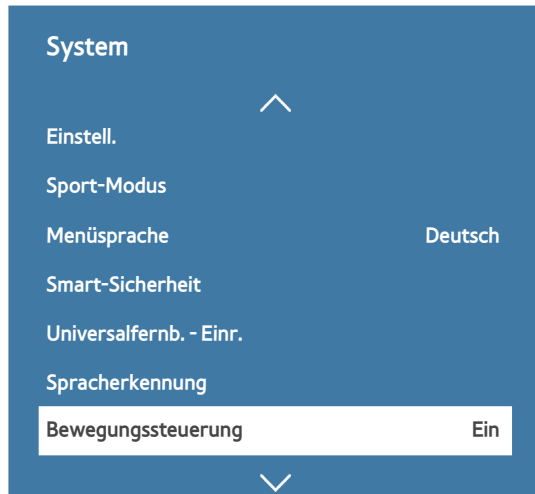 System
Einstell.
Sport-Modus
Menüsprache Deutsch
Smart-Sicherheit
Universalfernb. - Einr.
Spracherkennung
Bewegungssteuerung Ein